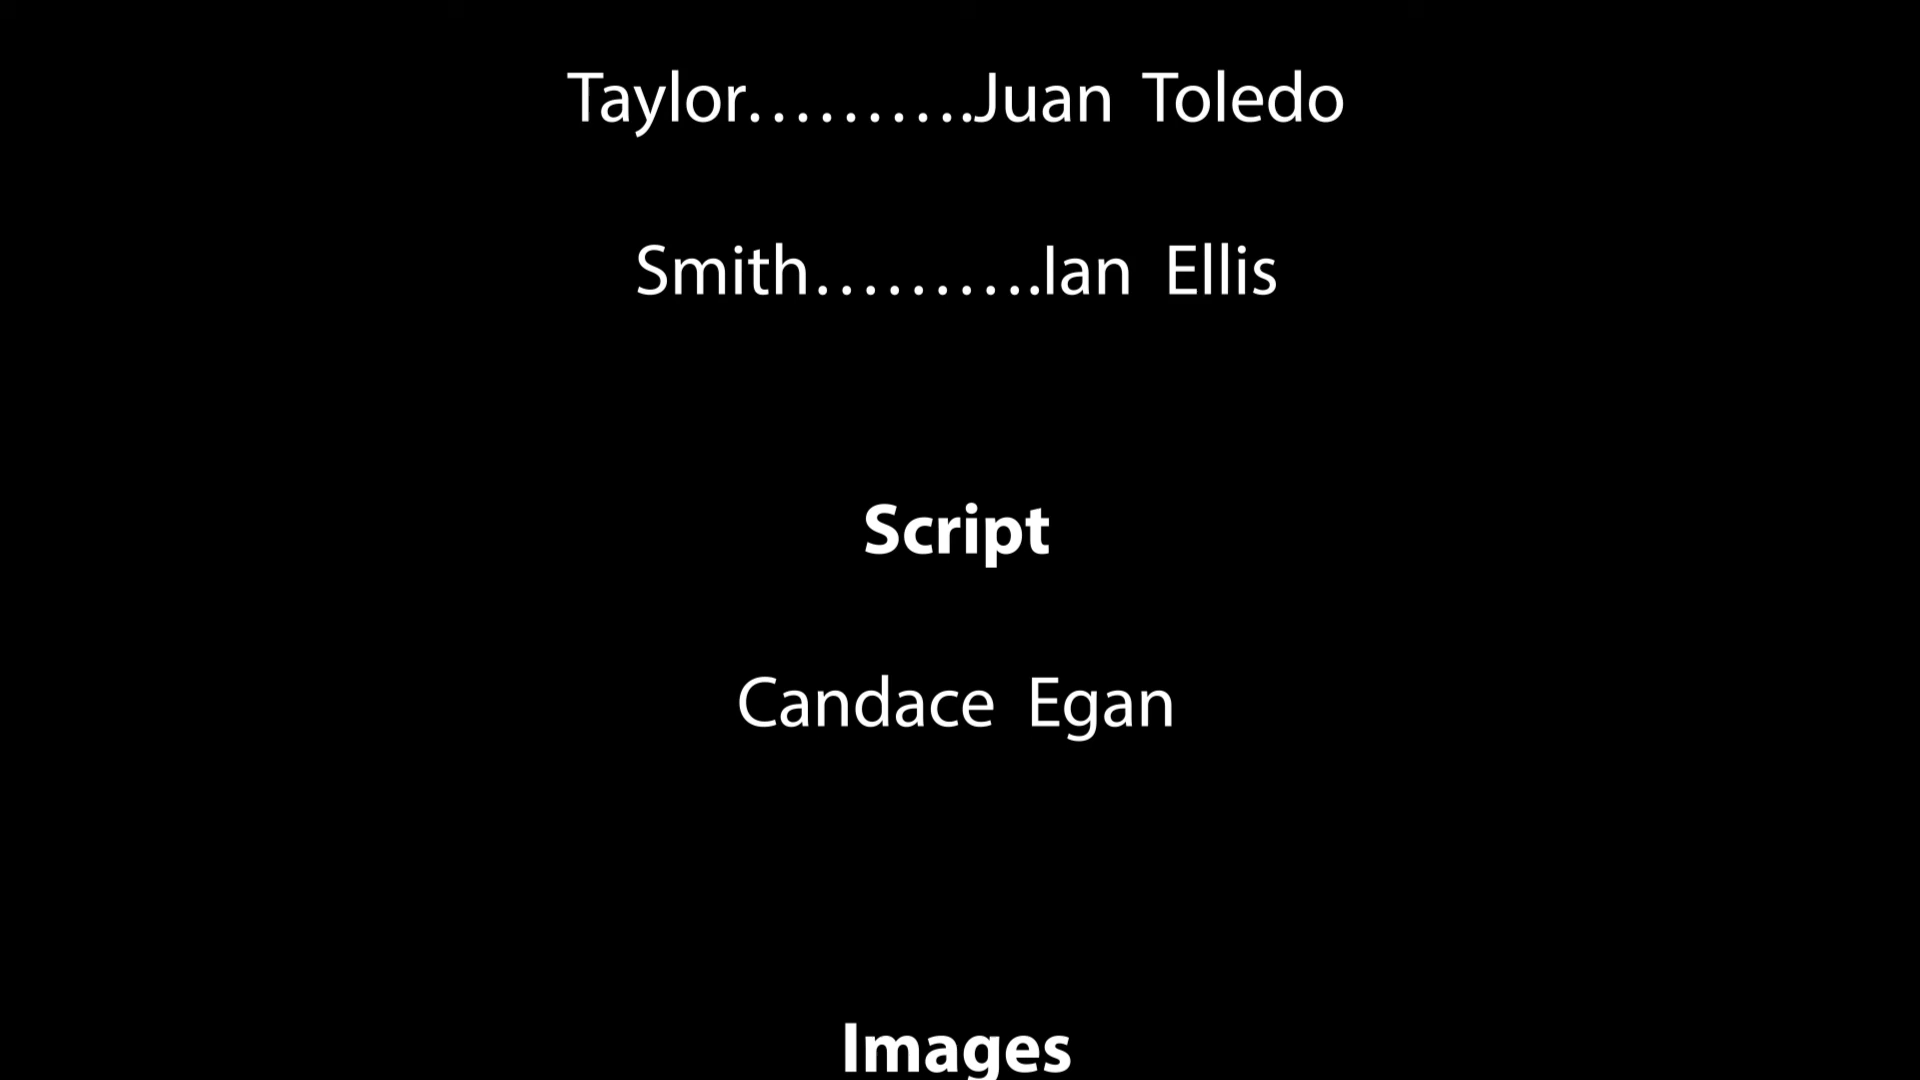 Taylor……….Juan Toledo
Smith……….Ian Ellis
Script
Candace Egan
Images